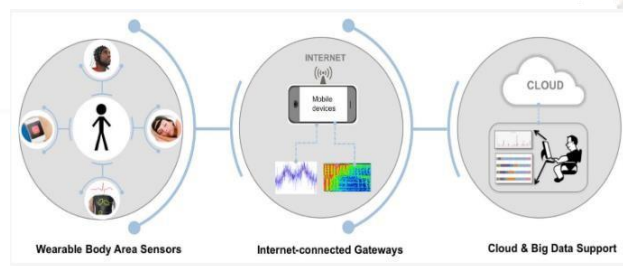 INTERNET
Mobile
devices
CLOUD
Wearable Body Area Sensors
Internet-connected Gateways
Cloud & Big Data Support